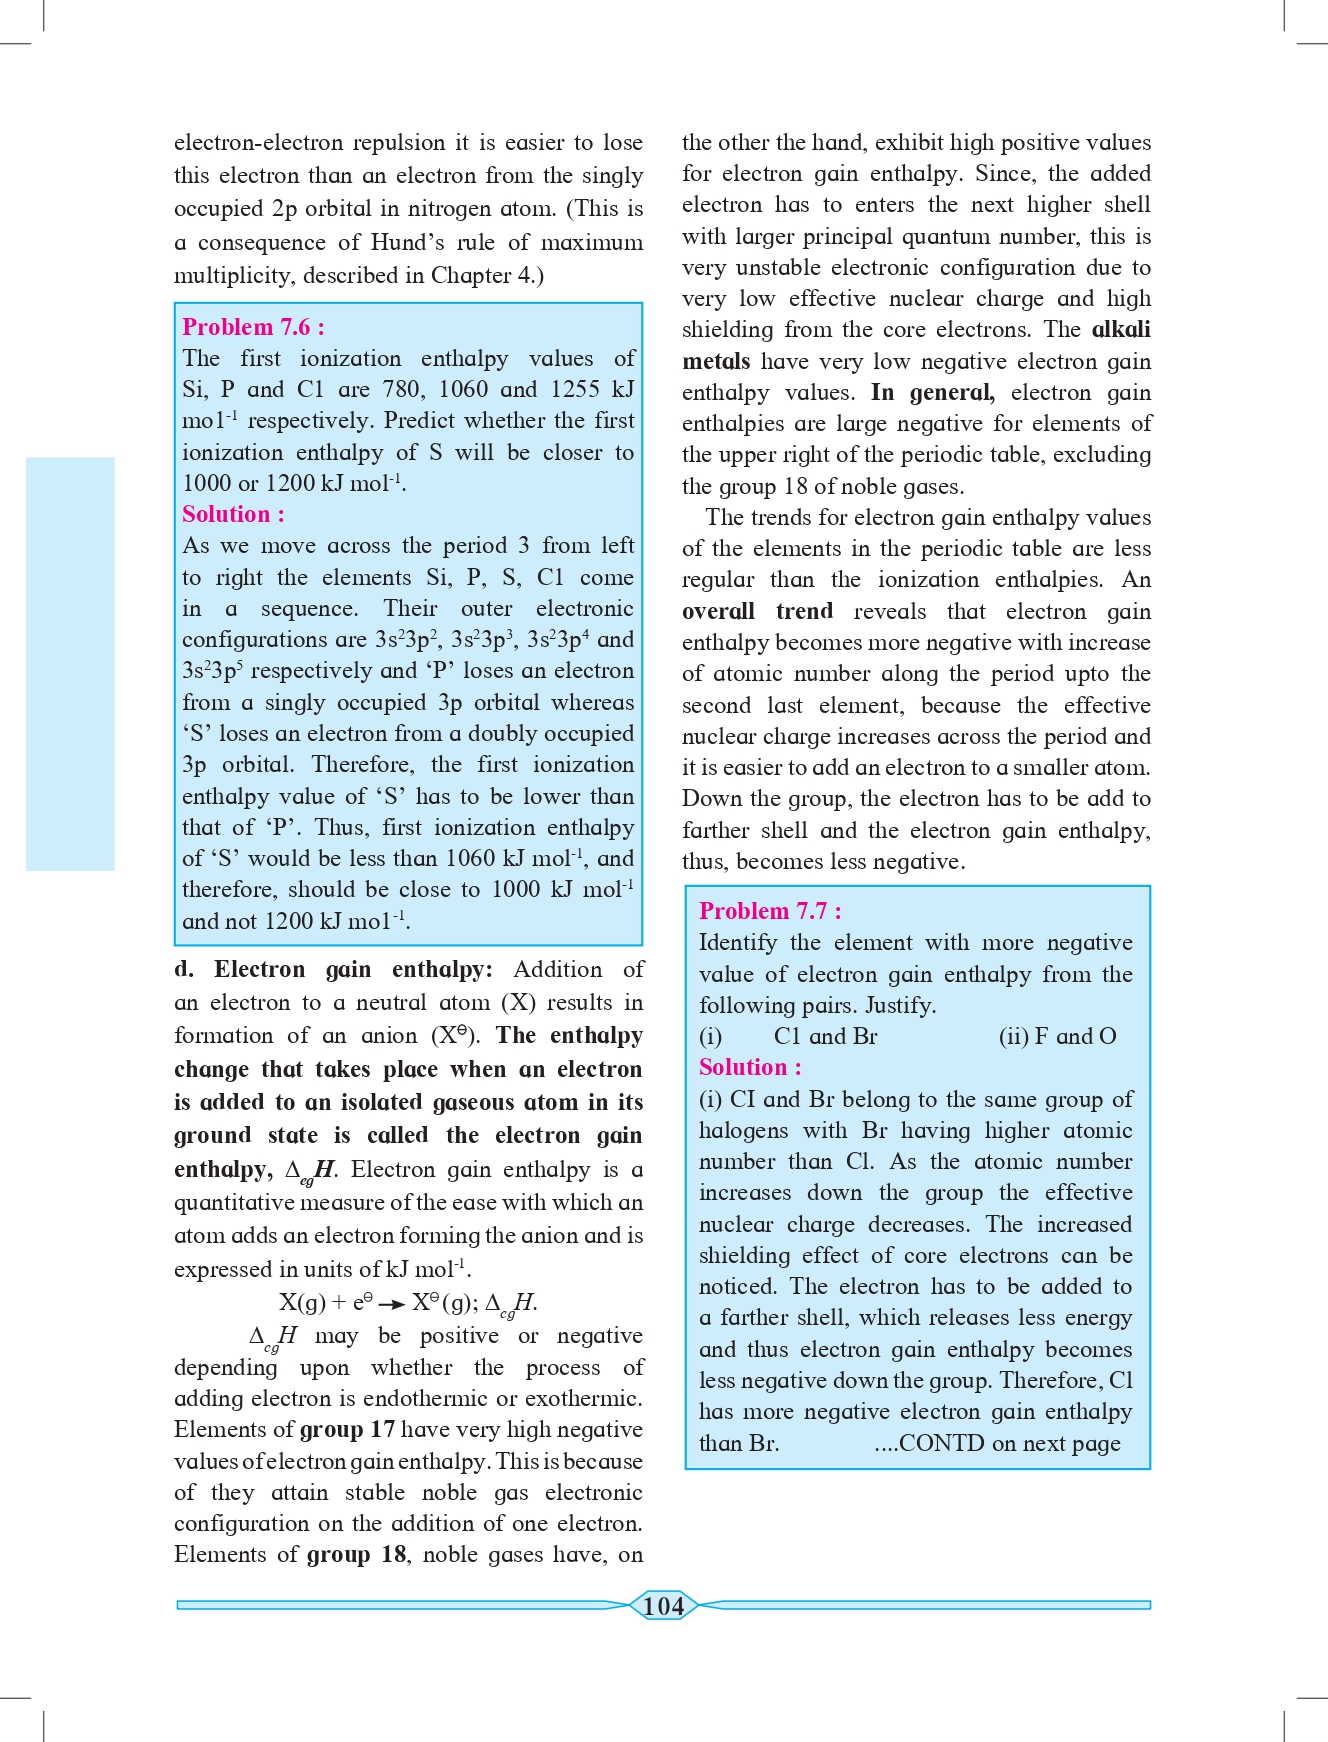 electron-electron repulsion it is easier to lose
this electron than an electron from the singly
occupied 2p orbital in nitrogen atom. (This is
a consequence of Hund’s rule of maximum
multiplicity, described in Chapter 4.)
Problem 7.6 :
The first ionization enthalpy values of
Si, P and C1 are 780, 1060 and 1255 kJ
mo1⁻¹ respectively. Predict whether the first
ionization enthalpy of S will be closer to
1000 or 1200 kJ mol⁻¹.
Solution :
As we move across the period 3 from left
to right the elements Si, P, S, C1 come
in a sequence. Their outer electronic
configurations are 3s²3p², 3s²3p³, 3s²3p⁴ and
3s²3p⁵ respectively and ‘P’ loses an electron
from a singly occupied 3p orbital whereas
‘S’ loses an electron from a doubly occupied
3p orbital. Therefore, the first ionization
enthalpy value of ‘S’ has to be lower than
that of ‘P’. Thus, first ionization enthalpy
of ‘S’ would be less than 1060 kJ mol⁻¹, and
therefore, should be close to 1000 kJ mol⁻¹
and not 1200 kJ mo1⁻¹.
d. Electron gain enthalpy: Addition of
an electron to a neutral atom (X) results in
formation of an anion (X⊖). The enthalpy
change that takes place when an electron
is added to an isolated gaseous atom in its
ground state is called the electron gain
enthalpy, ΔegH. Electron gain enthalpy is a
quantitative measure of the ease with which an
atom adds an electron forming the anion and is
expressed in units of kJ mol⁻¹.
X(g) + e⊖ → X⊖(g); ΔegH.
ΔegH may be positive or negative
depending upon whether the process of
adding electron is endothermic or exothermic.
Elements of group 17 have very high negative
values of electron gain enthalpy. This is because
of they attain stable noble gas electronic
configuration on the addition of one electron.
Elements of group 18, noble gases have, on
the other the hand, exhibit high positive values
for electron gain enthalpy. Since, the added
electron has to enters the next higher shell
with larger principal quantum number, this is
very unstable electronic configuration due to
very low effective nuclear charge and high
shielding from the core electrons. The alkali
metals have very low negative electron gain
enthalpy values. In general, electron gain
enthalpies are large negative for elements of
the upper right of the periodic table, excluding
the group 18 of noble gases.
The trends for electron gain enthalpy values
of the elements in the periodic table are less
regular than the ionization enthalpies. An
overall trend reveals that electron gain
enthalpy becomes more negative with increase
of atomic number along the period upto the
second last element, because the effective
nuclear charge increases across the period and
it is easier to add an electron to a smaller atom.
Down the group, the electron has to be add to
farther shell and the electron gain enthalpy,
thus, becomes less negative.
Problem 7.7 :
Identify the element with more negative
value of electron gain enthalpy from the
following pairs. Justify.
(i) C1 and Br (ii) F and O
Solution :
(i) CI and Br belong to the same group of
halogens with Br having higher atomic
number than Cl. As the atomic number
increases down the group the effective
nuclear charge decreases. The increased
shielding effect of core electrons can be
noticed. The electron has to be added to
a farther shell, which releases less energy
and thus electron gain enthalpy becomes
less negative down the group. Therefore, Cl
has more negative electron gain enthalpy
than Br. ....CONTD on next page
104